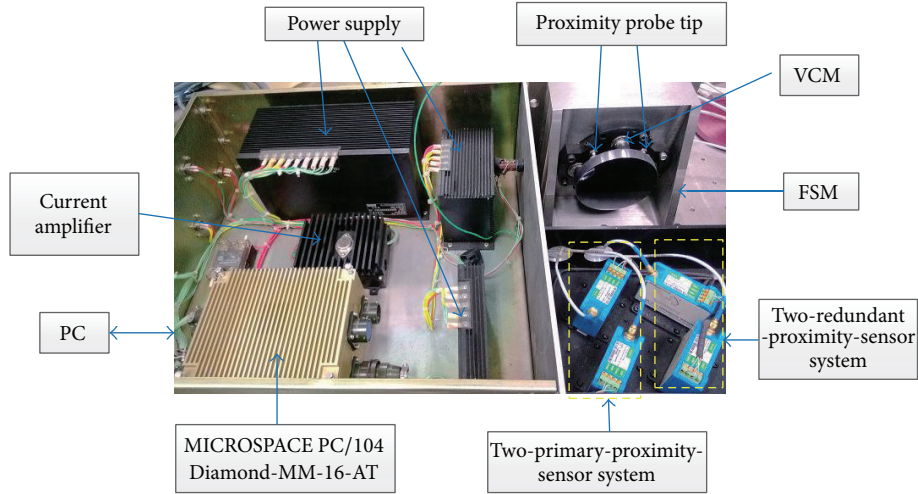 Power supply
Proximity probe tip
VCM
Current
amplifier
FSM
PC
Two-redundant
-proximity-sensor
system
MICROSPACE PC/104
Diamond-MM-16-AT
Two-primary-proximity-
sensor system